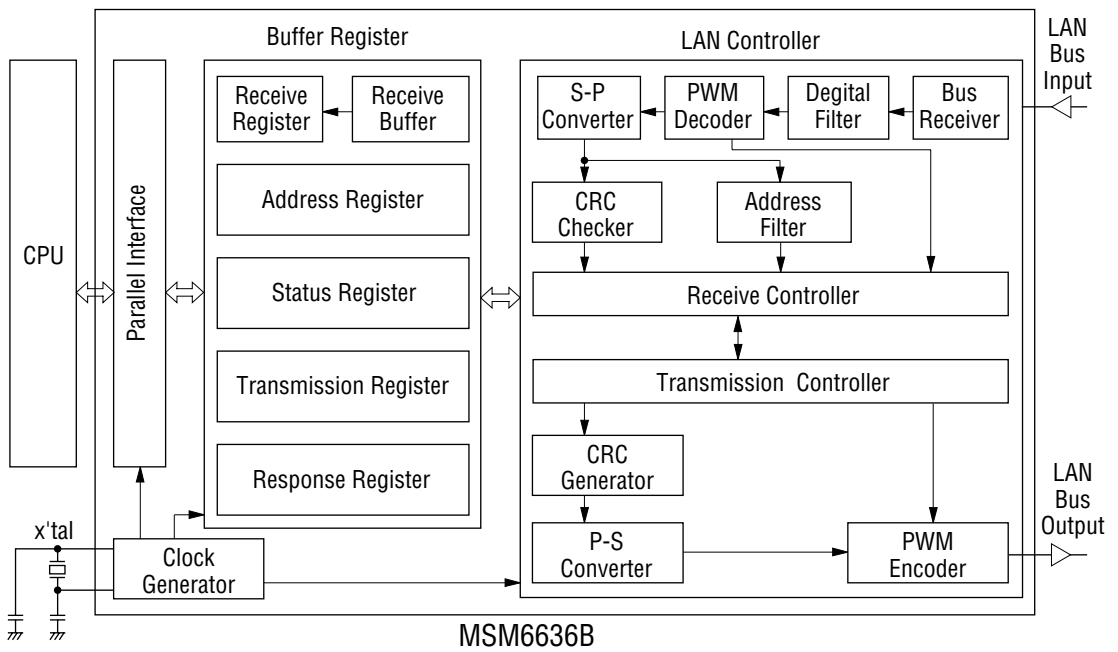 Buffer Register
LAN Controller
LAN
Bus
Input
CPU
Parallel Interface
Receive
Register
Receive
Buffer
Address Register
Status Register
Transmission Register
Response Register
S-P
Converter
PWM
Decoder
Degital
Filter
Bus
Receiver
CRC
Checker
Address
Filter
Receive Controller
Transmission Controller
CRC
Generator
P-S
Converter
PWM
Encoder
LAN
Bus
Output
x'tal
Clock
Generator
MSM6636B